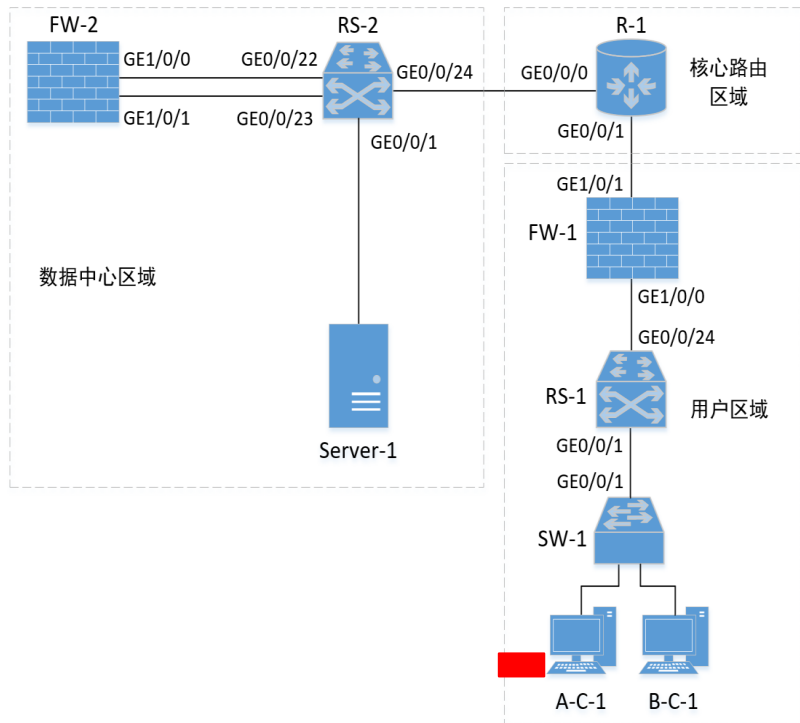 FW-2
RS-2
R-1
GE1/0/0
GE0/0/22
GE0/0/24
GE0/0/0
核心路由
区域
GE1/0/1
GE0/0/23
GE0/0/1
GE0/0/1
GE1/0/1
FW-1
数据中心区域
GE1/0/0
GE0/0/24
RS-1
用户区域
Server-1
GE0/0/1
GE0/0/1
SW-1
A-C-1
B-C-1